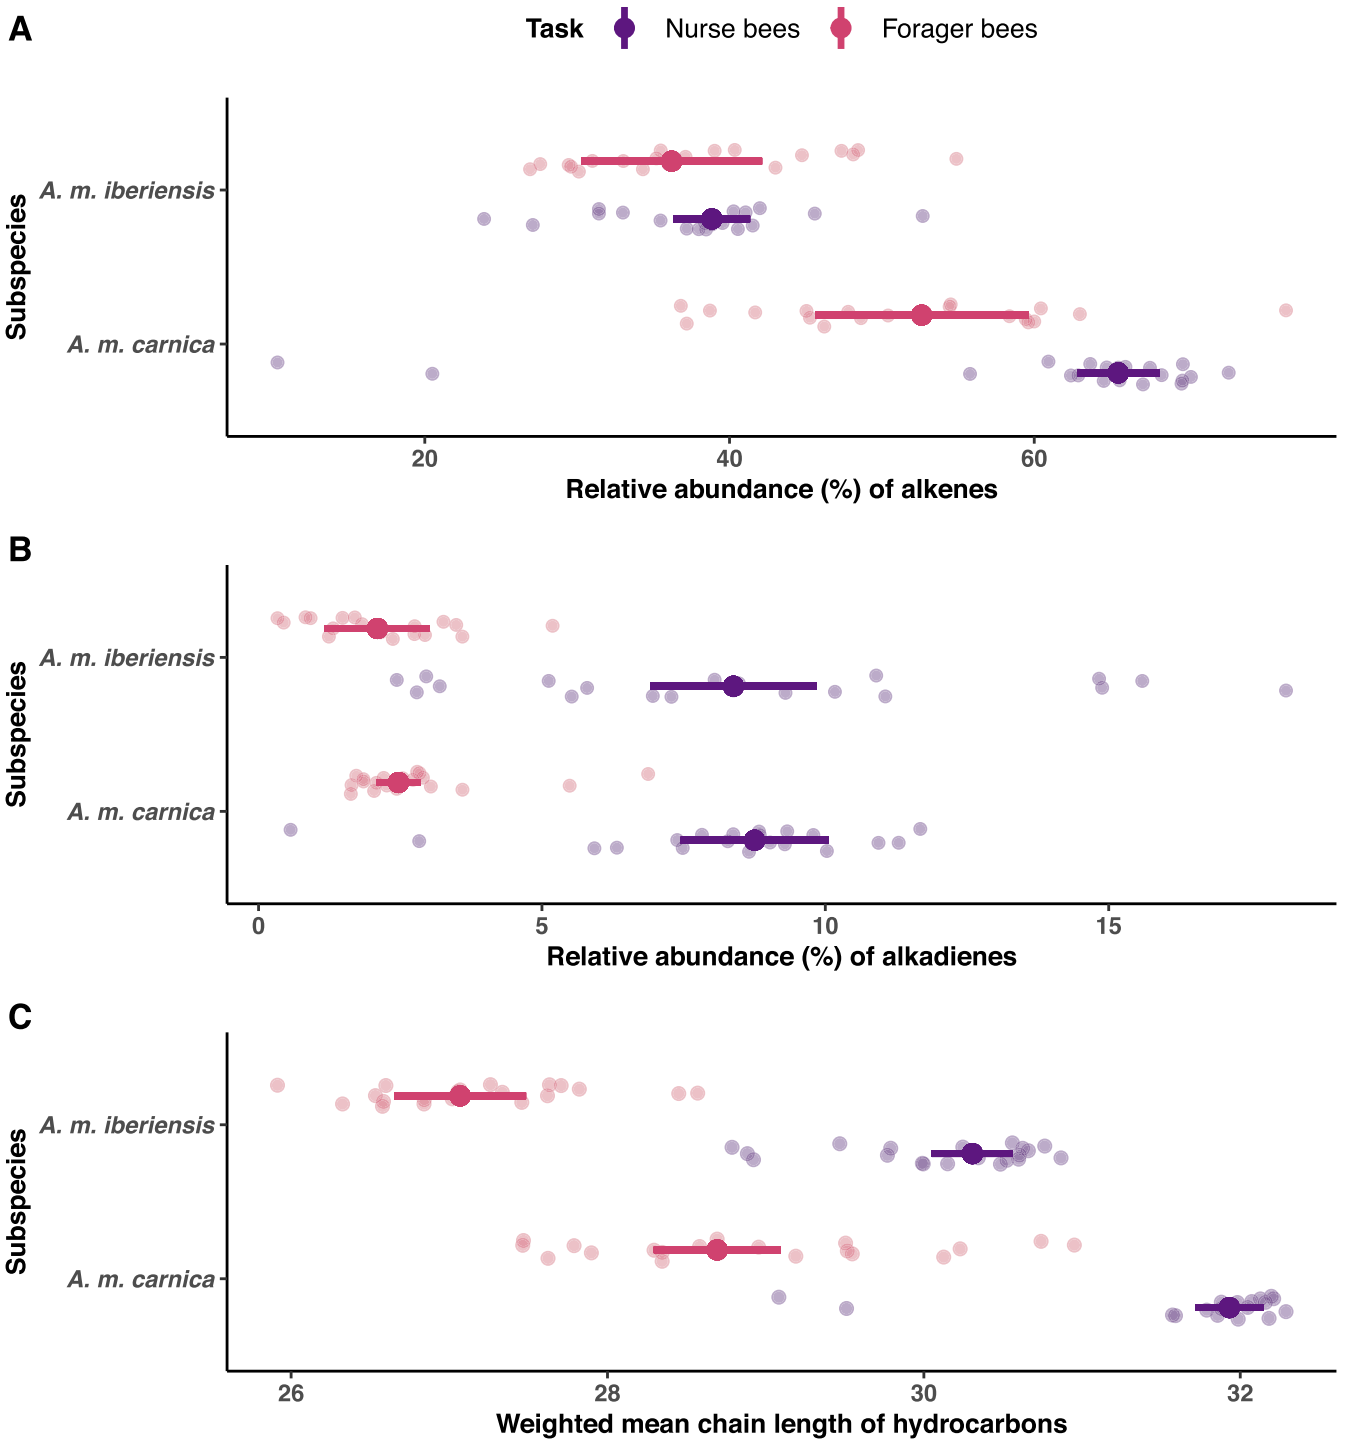 A
Task Nurse bees Forager bees
Subspecies
A. m. iberiensis
A. m. carnica
20 40 60
Relative abundance (%) of alkenes
B
Subspecies
A. m. iberiensis
A. m. carnica
0 5 10 15
Relative abundance (%) of alkadienes
C
Subspecies
A. m. iberiensis
A. m. carnica
26 28 30 32
Weighted mean chain length of hydrocarbons